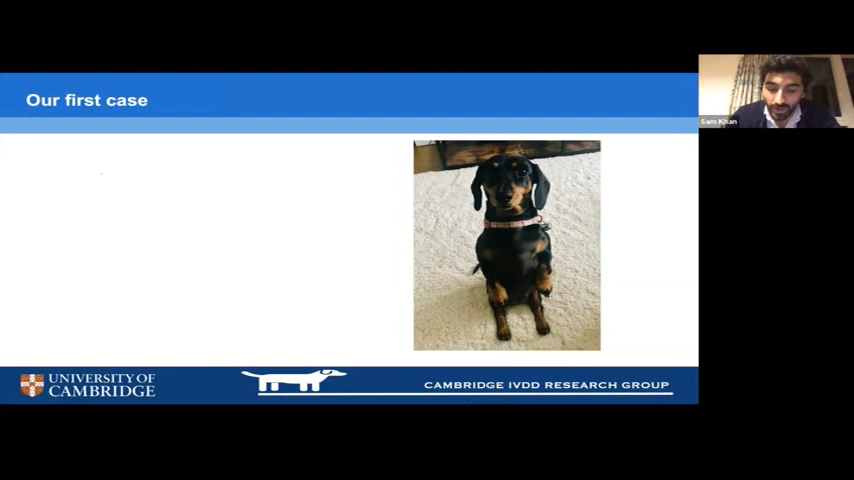 Our first case
Sam Khan
UNIVERSITY OF
CAMBRIDGE
CAMBRIDGE IVDD RESEARCH GROUP